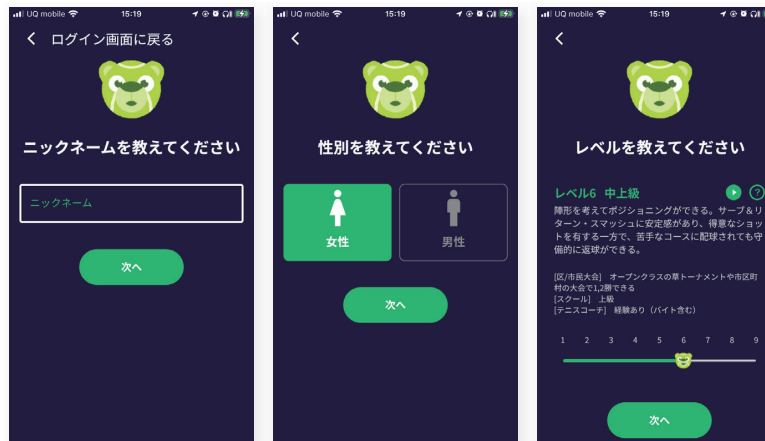 UQ mobile 15:19
ログイン画面に戻る
ニックネームを教えてください
ニックネーム
次へ
UQ mobile 15:19
性別を教えてください
女性 男性
次へ
UQ mobile 15:19
レベルを教えてください
レベル6 中上級
?
陣形を考えてポジショニングができる。サーブ&リ
ターン・スマッシュに安定感があり、得意なショッ
トを有する一方で、苦手なコースに配球されても守
備的に返球ができる。
[区/市民大会] オープンクラスの草トーナメントや市区町
村の大会で1,2勝できる
[スクール] 上級
[テニスコーチ] 経験あり（バイト含む）
1 2 3 4 5 6 7 8 9
次へ